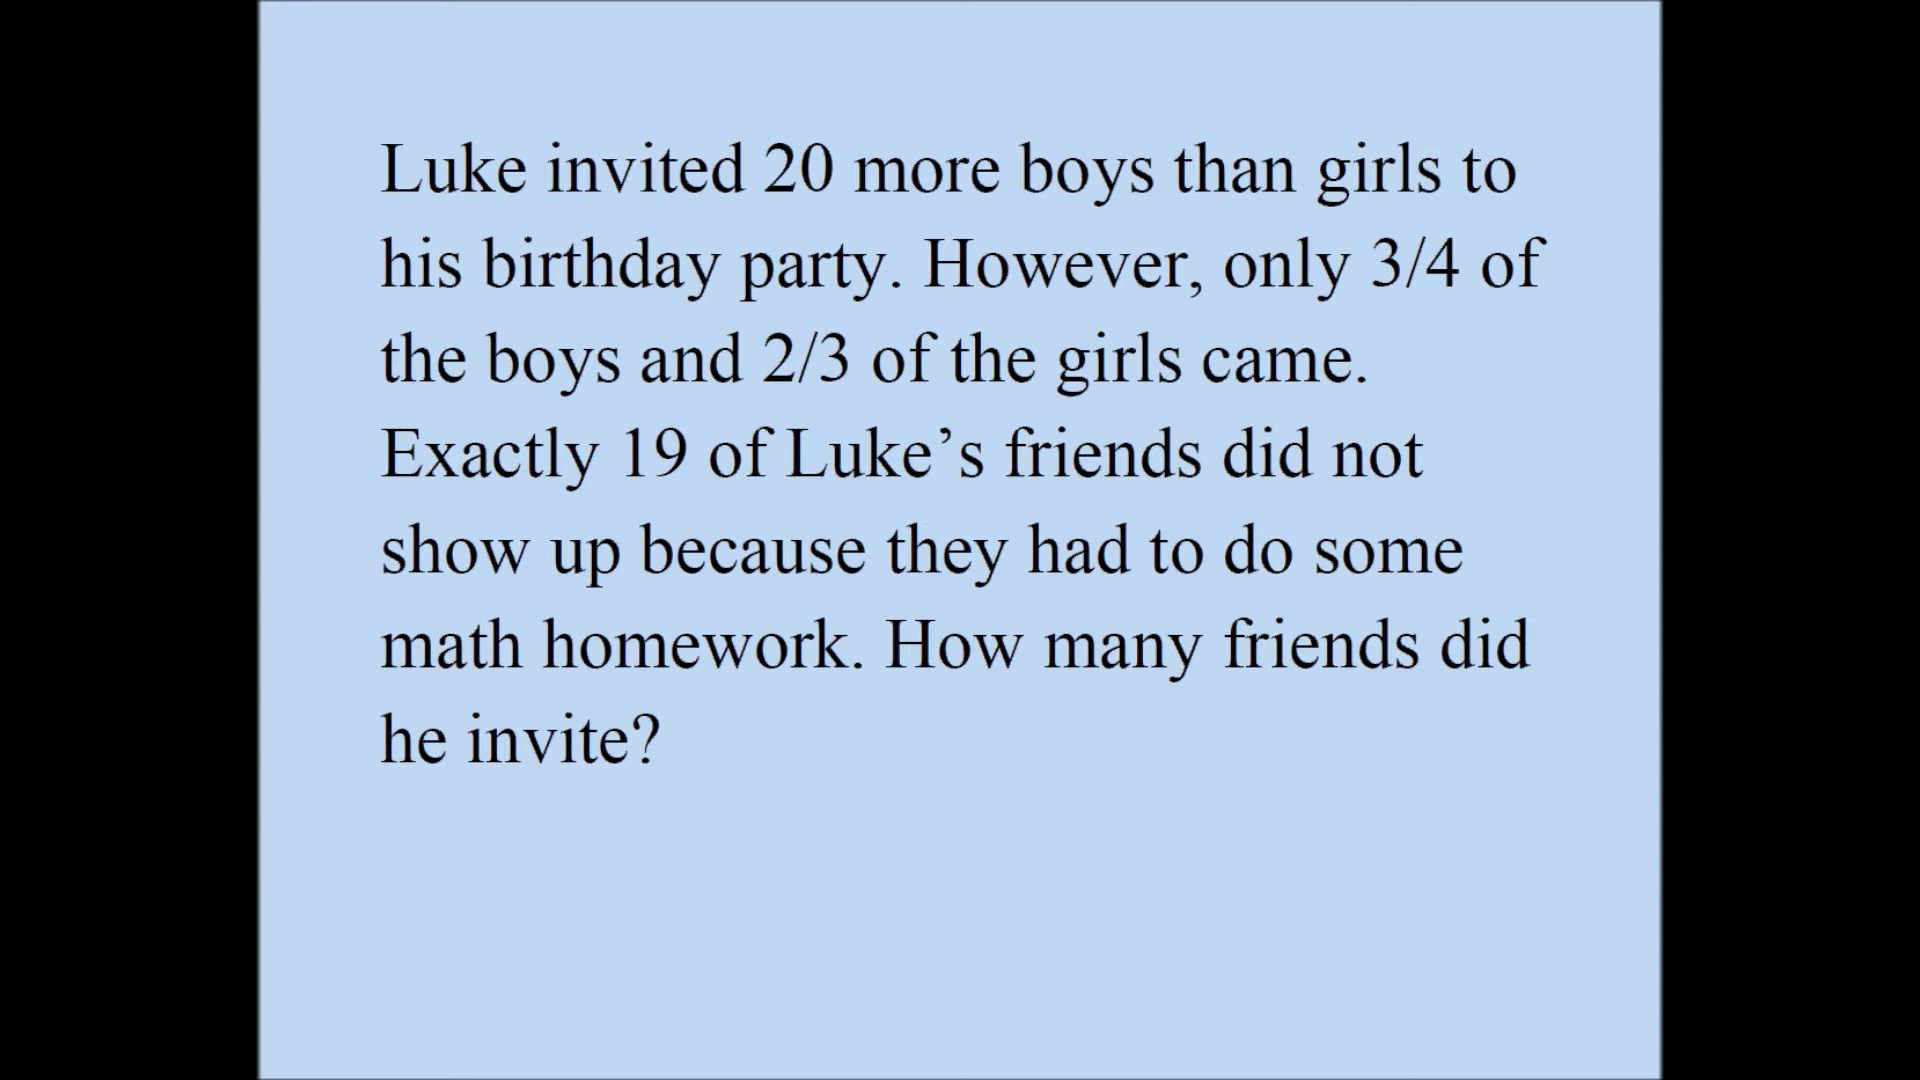 Luke invited 20 more boys than girls to
his birthday party. However, only 3/4 of
the boys and 2/3 of the girls came.
Exactly 19 of Luke’s friends did not
show up because they had to do some
math homework. How many friends did
he invite?